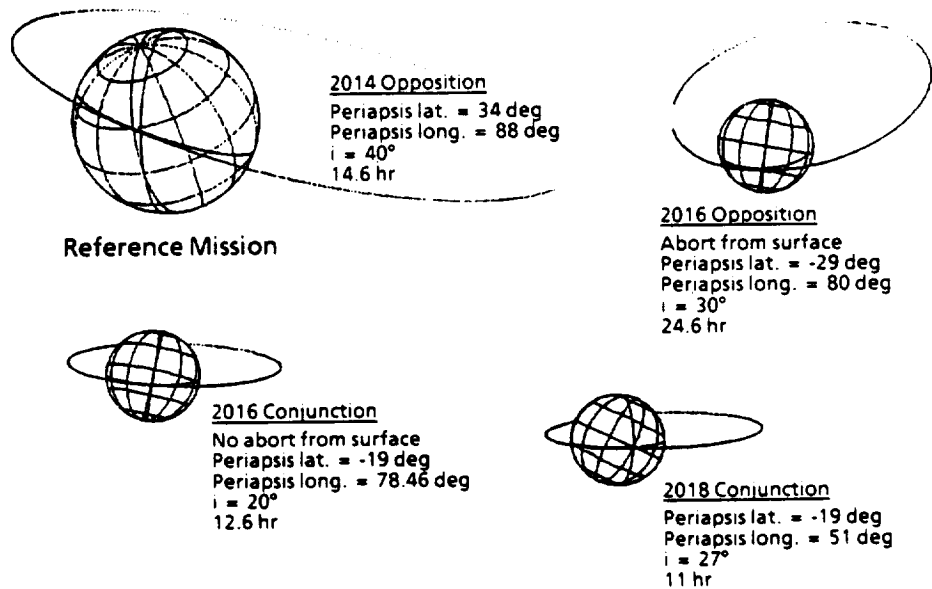 2014 Opposition
Periapsis lat. = 34 deg
Periapsis long. = 88 deg
i = 40°
14.6 hr
Reference Mission
2016 Opposition
Abort from surface
Periapsis lat. = -29 deg
Periapsis long. = 80 deg
i = 30°
24.6 hr
2016 Conjunction
No abort from surface
Periapsis lat. = -19 deg
Periapsis long. = 78.46 deg
i = 20°
12.6 hr
2018 Conjunction
Periapsis lat. = -19 deg
Periapsis long. = 51 deg
i = 27°
11 hr